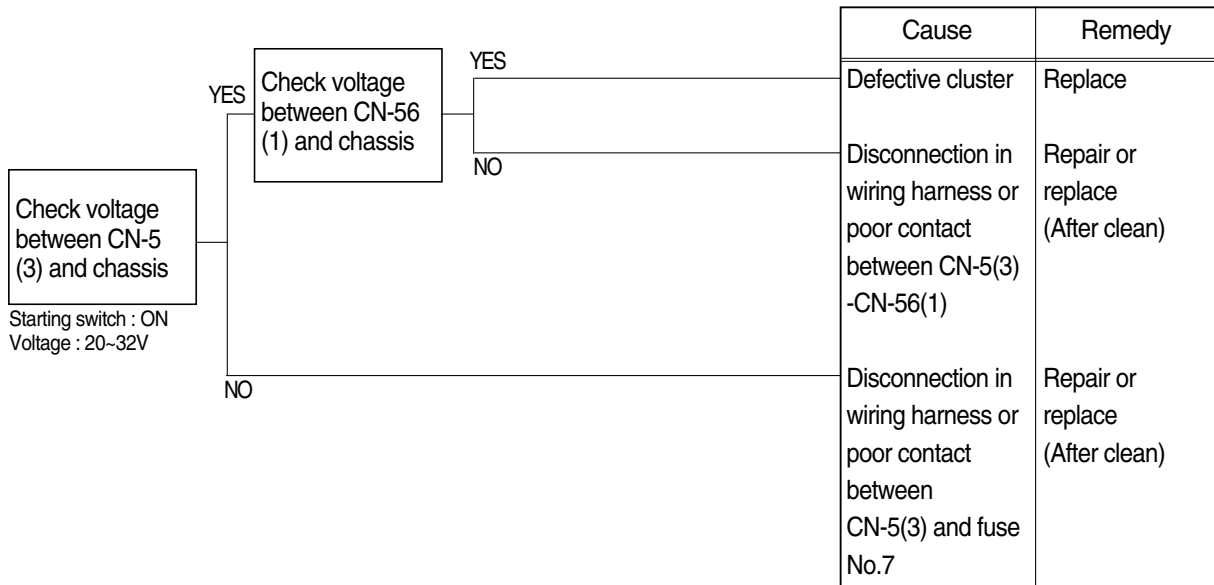 Cause
Remedy
YES
Check voltage
between CN-56
(1) and chassis
YES
Defective cluster
Replace
NO
Disconnection in
wiring harness or
poor contact
between CN-5(3)
-CN-56(1)
Repair or
replace
(After clean)
Check voltage
between CN-5
(3) and chassis
Starting switch : ON
Voltage : 20~32V
NO
Disconnection in
wiring harness or
poor contact
between
CN-5(3) and fuse
No.7
Repair or
replace
(After clean)